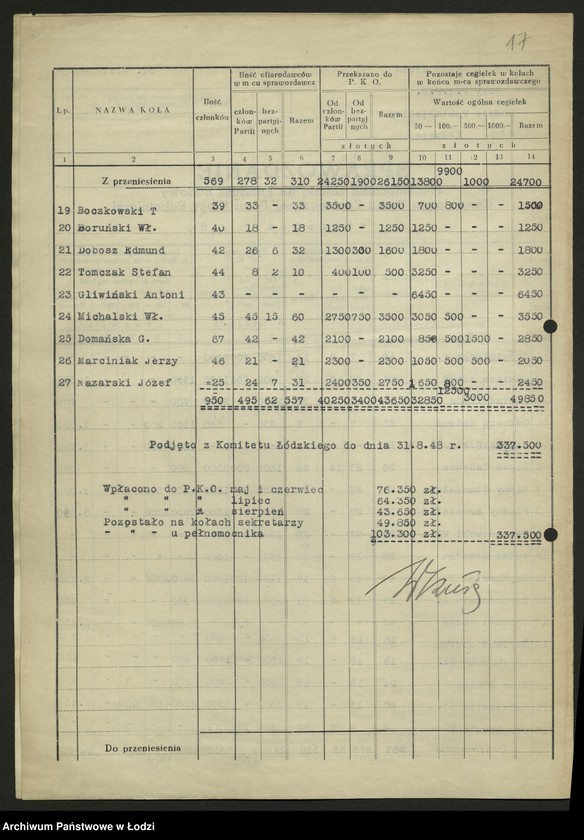 17
Lp. | NAZWA KOŁA | Ilość członków | Ilość ofiarodawców w m-cu sprawozdawcz | Przekazano do P. K. O. | Pozostaje cegiełek w kołach w końcu m-ca sprawozdawczego
człon-ków Partii | bez-partyj-nych | Razem | Od człon-ków Partii | Od bez-partyj nych | Razem | Wartość ogólna cegiełek
50 — | 100.— | 500 — | 1000.— | Razem
złotych | złotych
1 | 2 | 3 | 4 | 5 | 6 | 7 | 8 | 9 | 10 | 11 | 12 | 13 | 14
Z przeniesienia | 569 | 278 | 32 | 310 | 24250 | 1900 | 26150 | 13800 | 9900 | 1000 | 24700
19 | Boczkowski T | 39 | 33 | - | 33 | 3500 | - | 3500 | 700 | 800 | - | - | 1500
20 | Boruński Wł. | 40 | 18 | - | 18 | 1250 | - | 1250 | 1250 | - | - | - | 1250
21 | Dobosz Edmund | 42 | 26 | 6 | 32 | 1300 | 300 | 1600 | 1800 | - | - | - | 1800
22 | Tomczak Stefan | 44 | 8 | 2 | 10 | 400 | 100 | 500 | 3250 | - | - | - | 3250
23 | Gliwiński Antoni | 43 | - | - | - | - | - | - | 6450 | - | - | - | 6450
24 | Michalski Wł. | 45 | 45 | 15 | 60 | 2750 | 750 | 3500 | 3050 | 500 | - | - | 3550
25 | Domańska G. | 67 | 42 | - | 42 | 2100 | - | 2100 | 850 | 500 | 1500 | - | 2850
26 | Marciniak Jerzy | 46 | 21 | - | 21 | 2300 | - | 2300 | 1050 | 500 | 500 | - | 2050
27 | Nazarski Józef | 25 | 24 | 7 | 31 | 2400 | 350 | 2750 | 1650 | 800 | - | - | 2450
950 | 495 | 62 | 557 | 40250 | 3400 | 43650 | 32850 | 12500 | 3000 | 49850
Podjęto z Komitetu Łódzkiego do dnia 31.8.48 r. 337.500
Wpłacono do P.K.O. maj i czerwiec 76.350 zł.
" " " lipiec 64.350 zł.
" " " sierpień 43.650 zł.
Pozostało na kołach sekretarzy 49.850 zł.
- " - u pełnomocnika 103.300 zł. 337.500
Do przeniesienia
Archiwum Państwowe w Łodzi